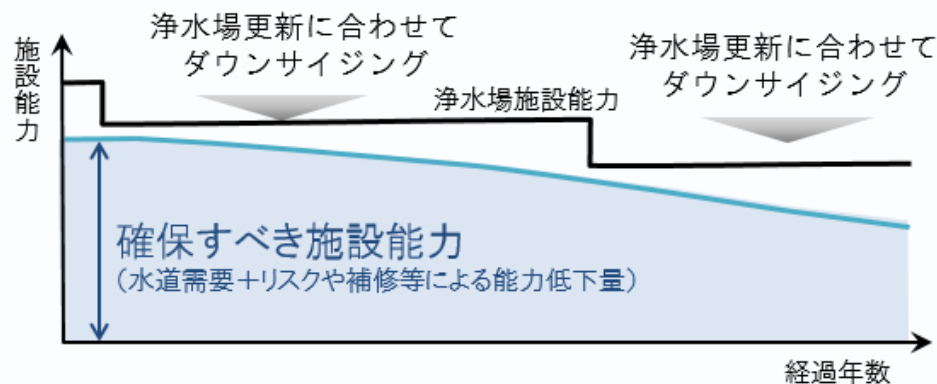 浄水場更新に合わせて
ダウンサイジング
浄水場更新に合わせて
ダウンサイジング
施設能力
浄水場施設能力
確保すべき施設能力
（水道需要＋リスクや補修等による能力低下量）
経過年数